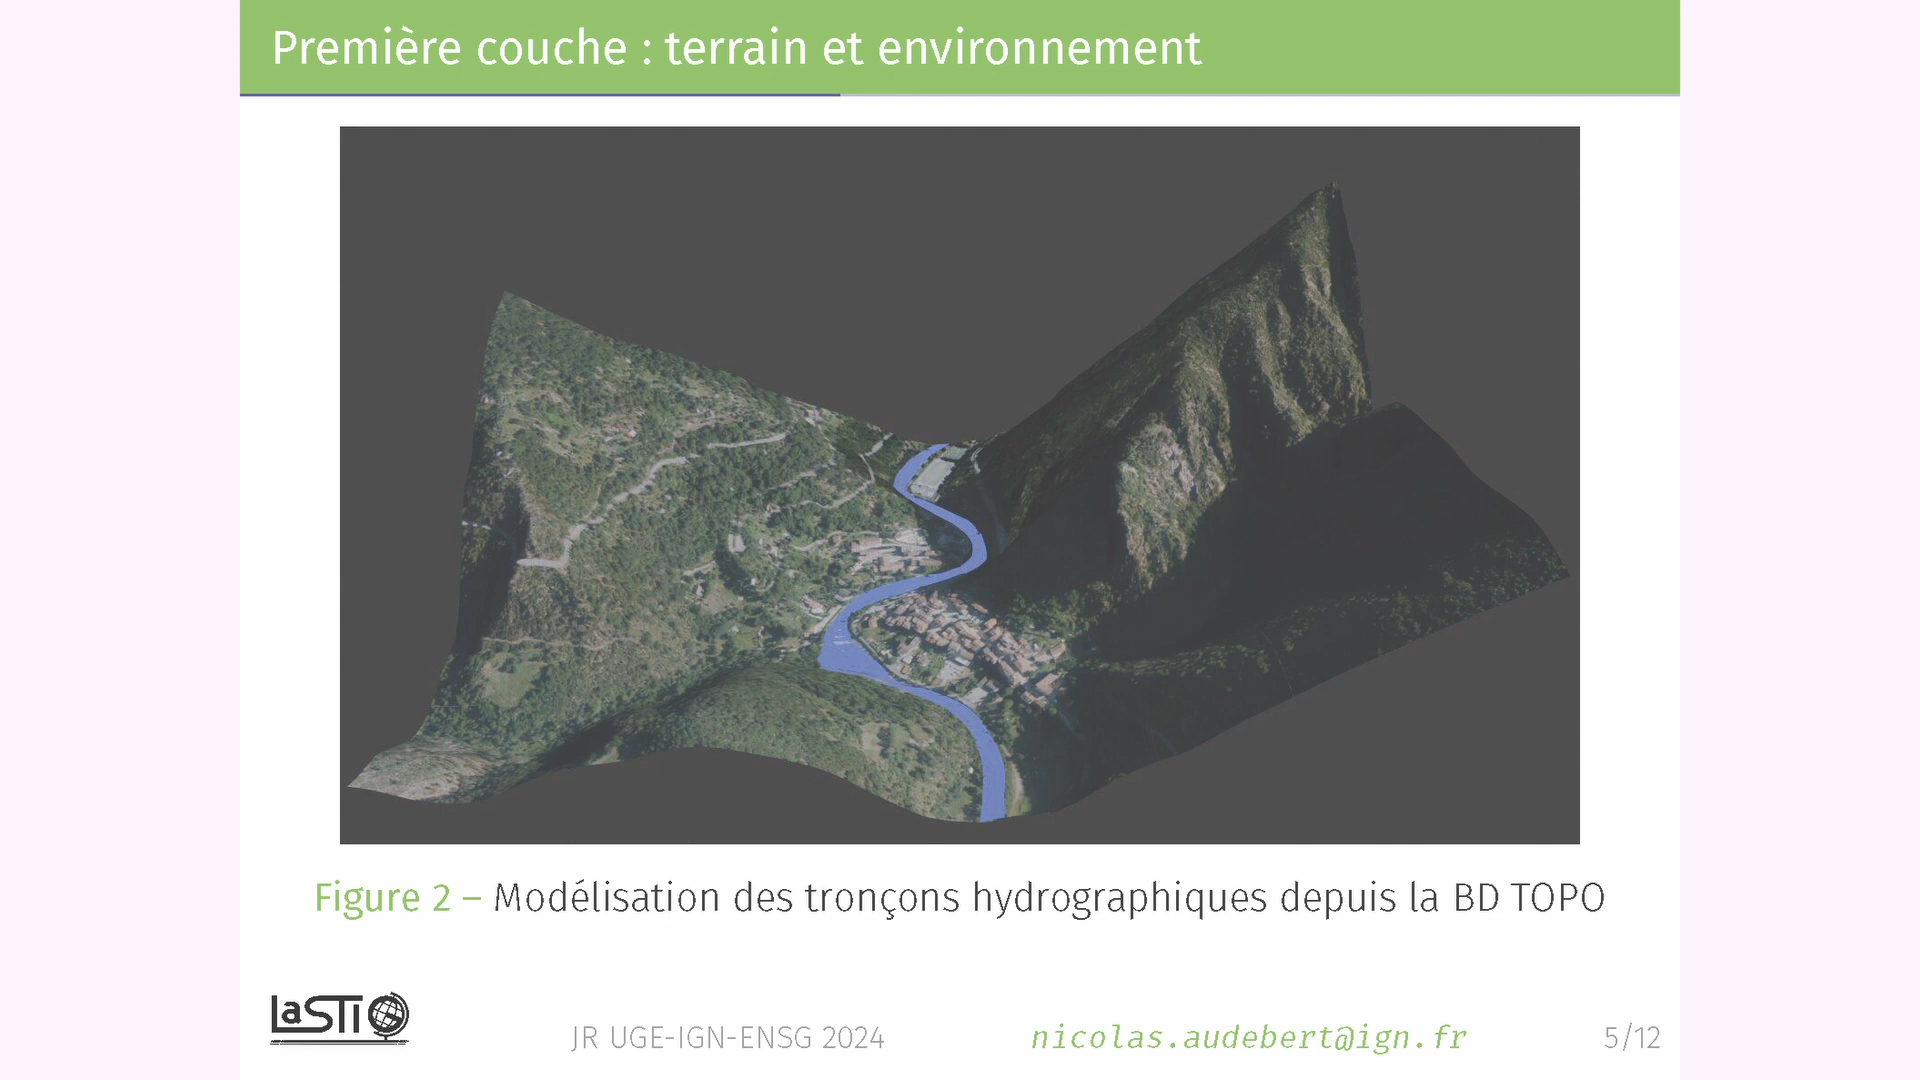 Première couche : terrain et environnement
Figure 2 – Modélisation des tronçons hydrographiques depuis la BD TOPO
LaSTI
JR UGE-IGN-ENSG 2024
nicolas.audebert@ign.fr
5/12